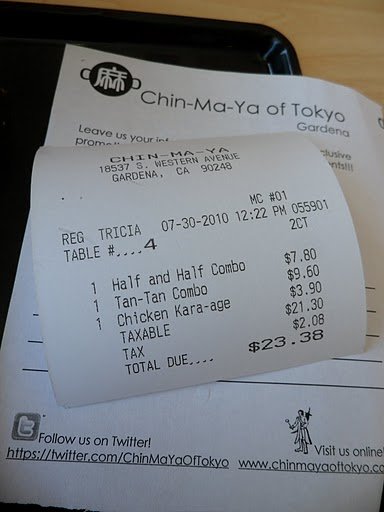 麻
Chin-Ma-Ya of Tokyo
Gardena
Leave us your
clusive
CHIN-MA-YA
18537 S. WESTERN AVENUE
GARDENA, CA 90248
MC #01
REG TRICIA 07-30-2010 12:22 PM 055901
TABLE #....4 2CT
1 Half and Half Combo $7.80
1 Tan-Tan Combo $9.60
1 Chicken Kara-age $3.90
TAXABLE $21.30
TAX $2.08
TOTAL DUE.... $23.38
Follow us on Twitter!
https://twitter.com/ChinMaYaOfTokyo
Visit us online
www.chinmayaoftokyo.co